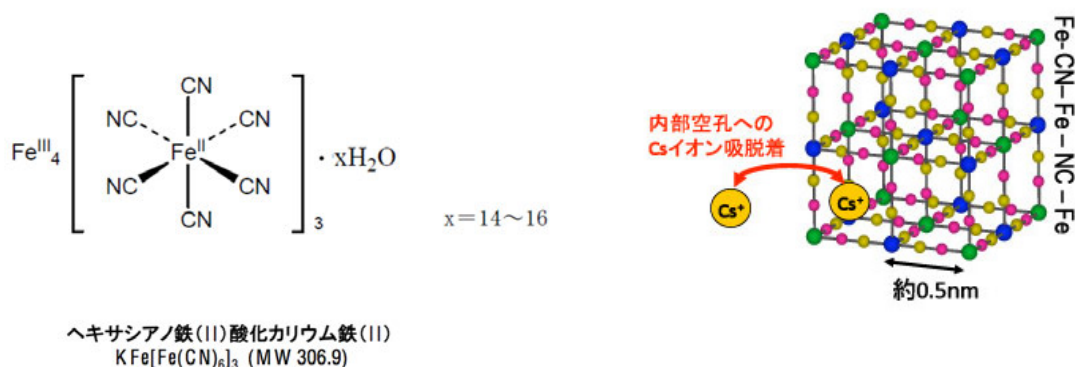 Fe^III_4 [Fe^II
CN
NC CN
NC CN
CN
]_3 · xH₂O
x=14〜16
ヘキサシアノ鉄(II)酸化カリウム鉄(II)
KFe[Fe(CN)₆]₃ (MW 306.9)
内部空孔への
Csイオン吸脱着
Cs⁺
Cs⁺
約0.5nm
Fe-CN-Fe-NC-Fe